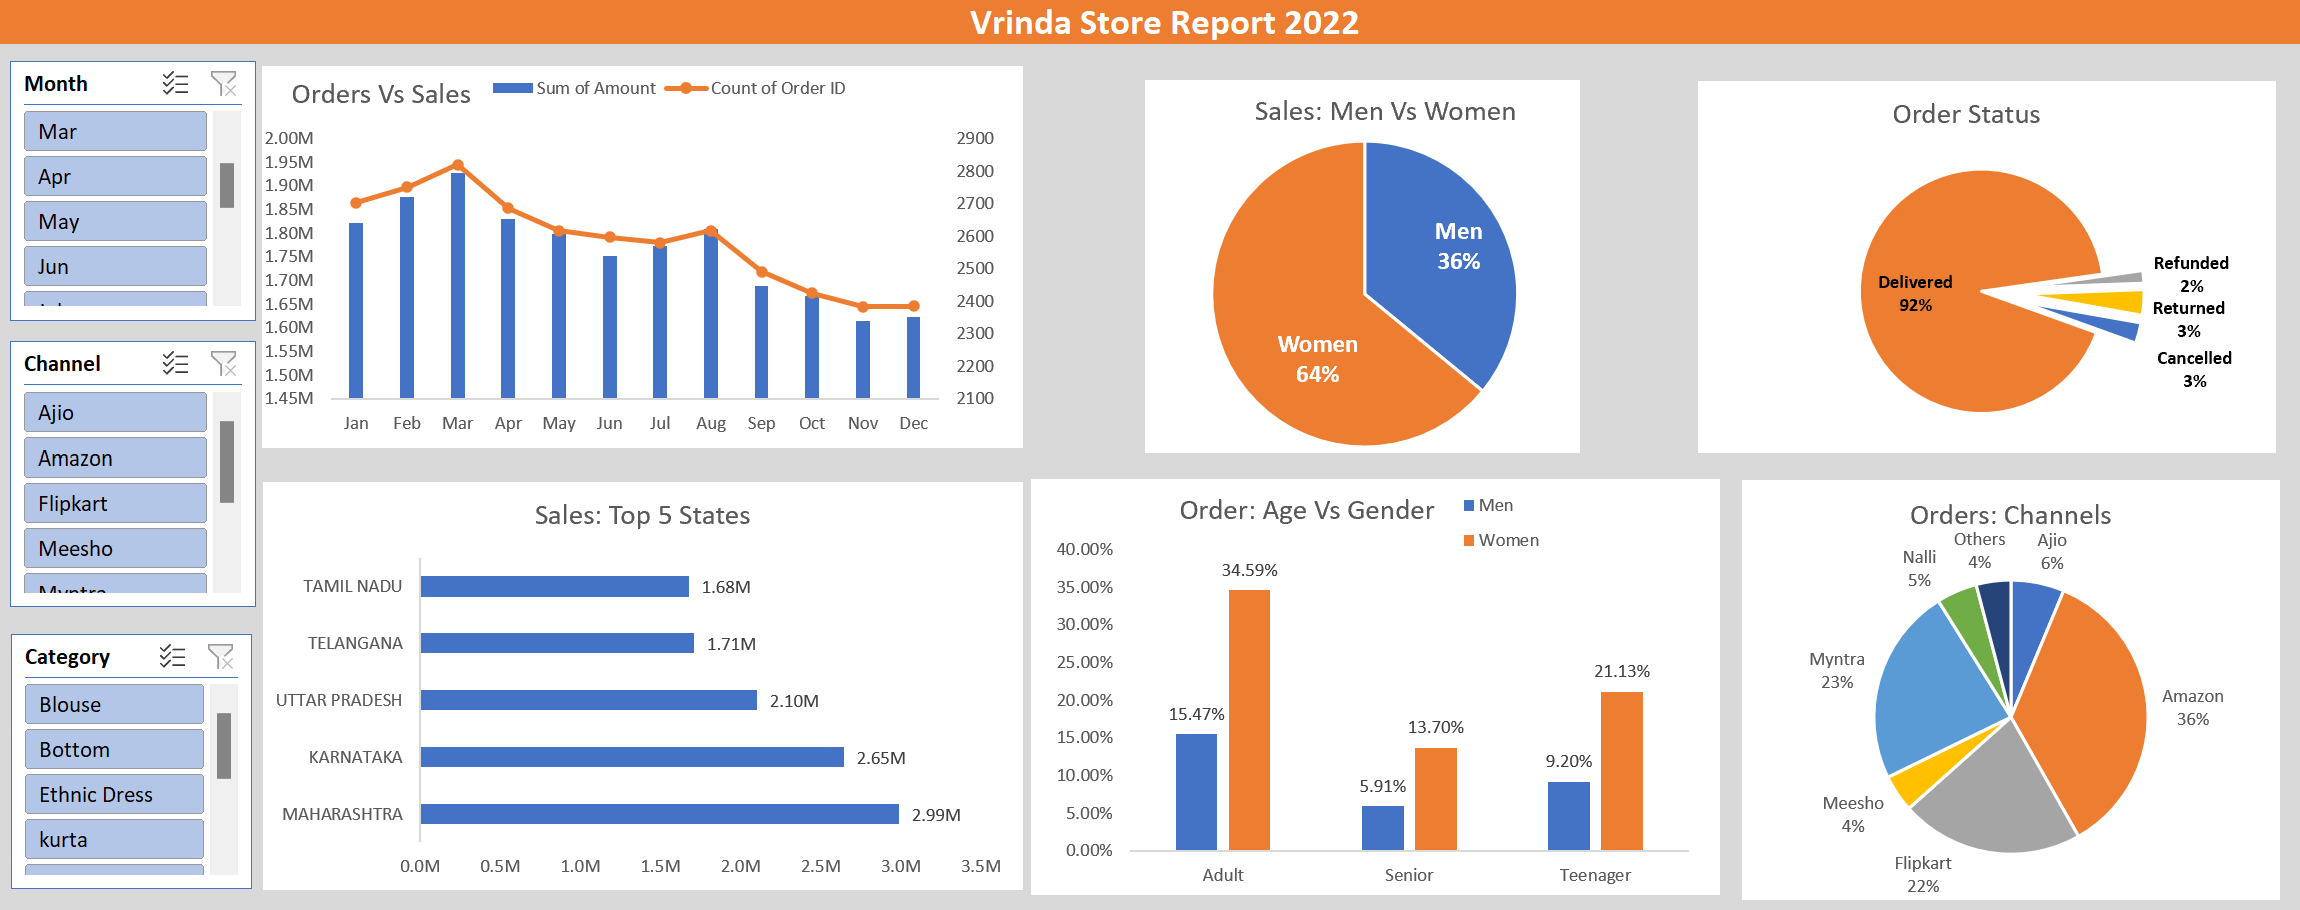 Vrinda Store Report 2022
Month
Mar
Apr
May
Jun
Channel
Ajio
Amazon
Flipkart
Meesho
Myntra
Category
Blouse
Bottom
Ethnic Dress
kurta
Orders Vs Sales
Sum of Amount
Count of Order ID
2.00M
1.95M
1.90M
1.85M
1.80M
1.75M
1.70M
1.65M
1.60M
1.55M
1.50M
1.45M
2900
2800
2700
2600
2500
2400
2300
2200
2100
Jan Feb Mar Apr May Jun Jul Aug Sep Oct Nov Dec
Sales: Men Vs Women
Men
36%
Women
64%
Order Status
Delivered
92%
Refunded
2%
Returned
3%
Cancelled
3%
Sales: Top 5 States
TAMIL NADU 1.68M
TELANGANA 1.71M
UTTAR PRADESH 2.10M
KARNATAKA 2.65M
MAHARASHTRA 2.99M
0.0M 0.5M 1.0M 1.5M 2.0M 2.5M 3.0M 3.5M
Order: Age Vs Gender
Men
Women
40.00%
35.00%
30.00%
25.00%
20.00%
15.00%
10.00%
5.00%
0.00%
15.47%
34.59%
5.91%
13.70%
9.20%
21.13%
Adult Senior Teenager
Orders: Channels
Others
4%
Ajio
6%
Nalli
5%
Myntra
23%
Amazon
36%
Meesho
4%
Flipkart
22%